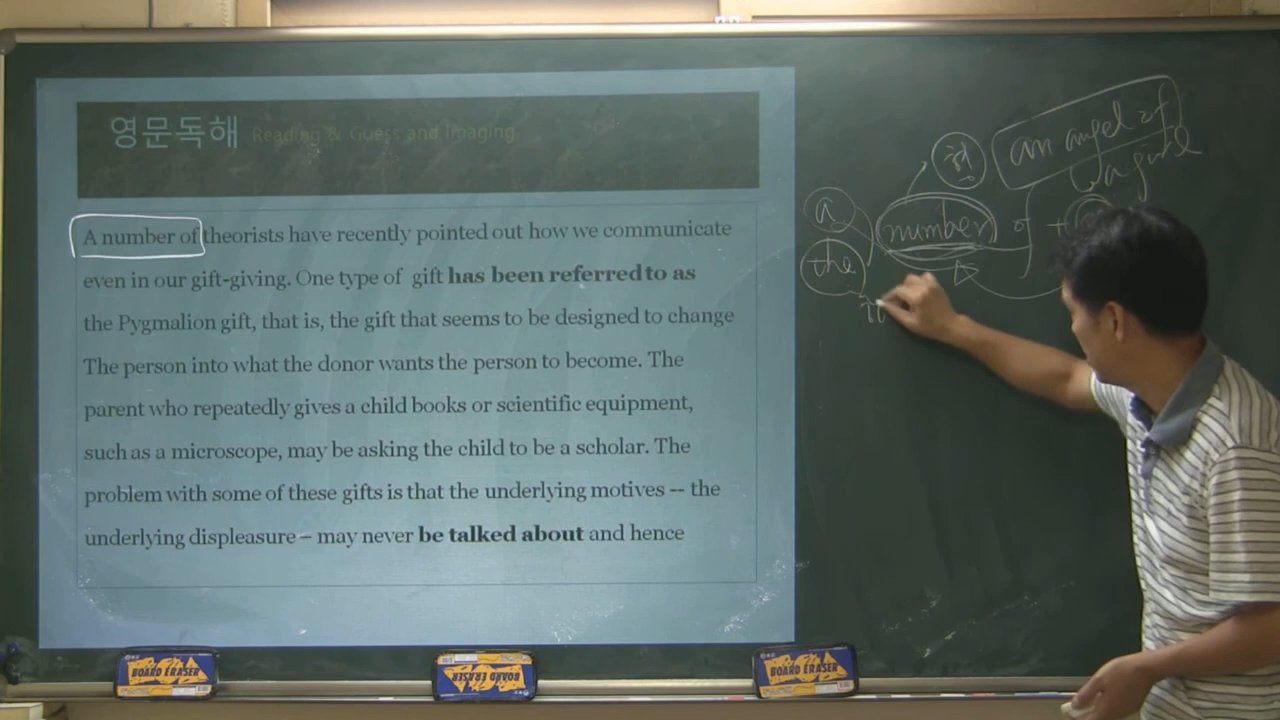 영문독해 Reading & Guess and Imaging
A number of theorists have recently pointed out how we communicate
even in our gift-giving. One type of gift has been referred to as
the Pygmalion gift, that is, the gift that seems to be designed to change
The person into what the donor wants the person to become. The
parent who repeatedly gives a child books or scientific equipment,
such as a microscope, may be asking the child to be a scholar. The
problem with some of these gifts is that the underlying motives -- the
underlying displeasure – may never be talked about and hence
an angel of
a girl
a
number of
the
BOARD ERASER
BOARD ERASER
BOARD ERASER